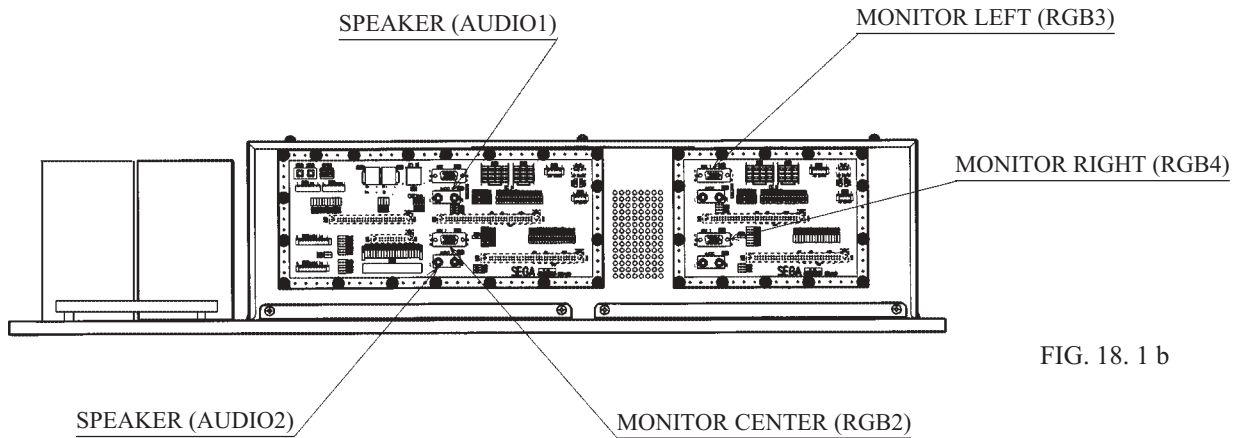 SPEAKER (AUDIO1)
MONITOR LEFT (RGB3)
MONITOR RIGHT (RGB4)
SEGA
SEGA
FIG. 18. 1 b
SPEAKER (AUDIO2)
MONITOR CENTER (RGB2)